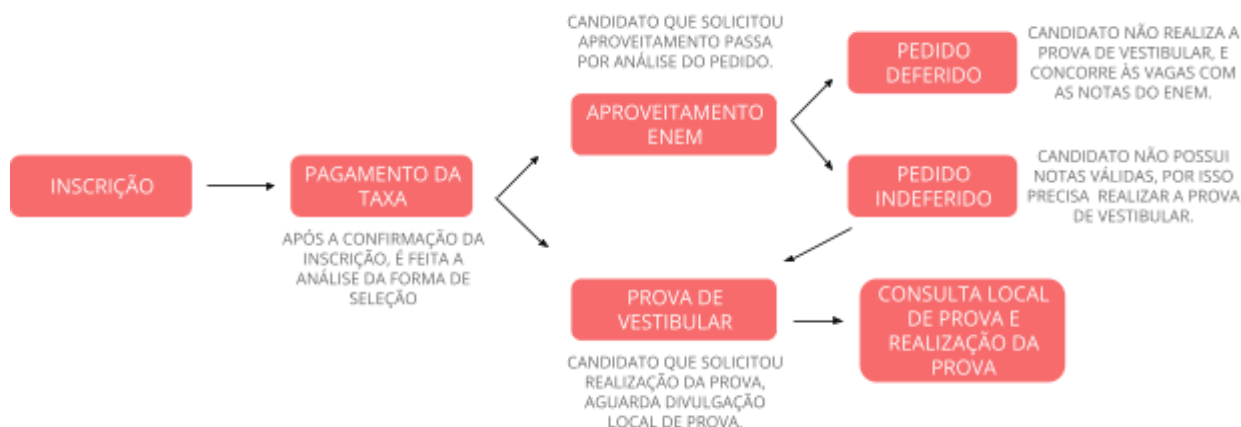 INSCRIÇÃO
PAGAMENTO DA
TAXA
APÓS A CONFIRMAÇÃO DA
INSCRIÇÃO, É FEITA A
ANÁLISE DA FORMA DE
SELEÇÃO
CANDIDATO QUE SOLICITOU
APROVEITAMENTO PASSA
POR ANÁLISE DO PEDIDO.
APROVEITAMENTO
ENEM
PEDIDO
DEFERIDO
CANDIDATO NÃO REALIZA A
PROVA DE VESTIBULAR, E
CONCORRE ÀS VAGAS COM
AS NOTAS DO ENEM.
PEDIDO
INDEFERIDO
CANDIDATO NÃO POSSUI
NOTAS VÁLIDAS, POR ISSO
PRECISA REALIZAR A PROVA
DE VESTIBULAR.
PROVA DE
VESTIBULAR
CANDIDATO QUE SOLICITOU
REALIZAÇÃO DA PROVA,
AGUARDA DIVULGAÇÃO
LOCAL DE PROVA.
CONSULTA LOCAL
DE PROVA E
REALIZAÇÃO DA
PROVA